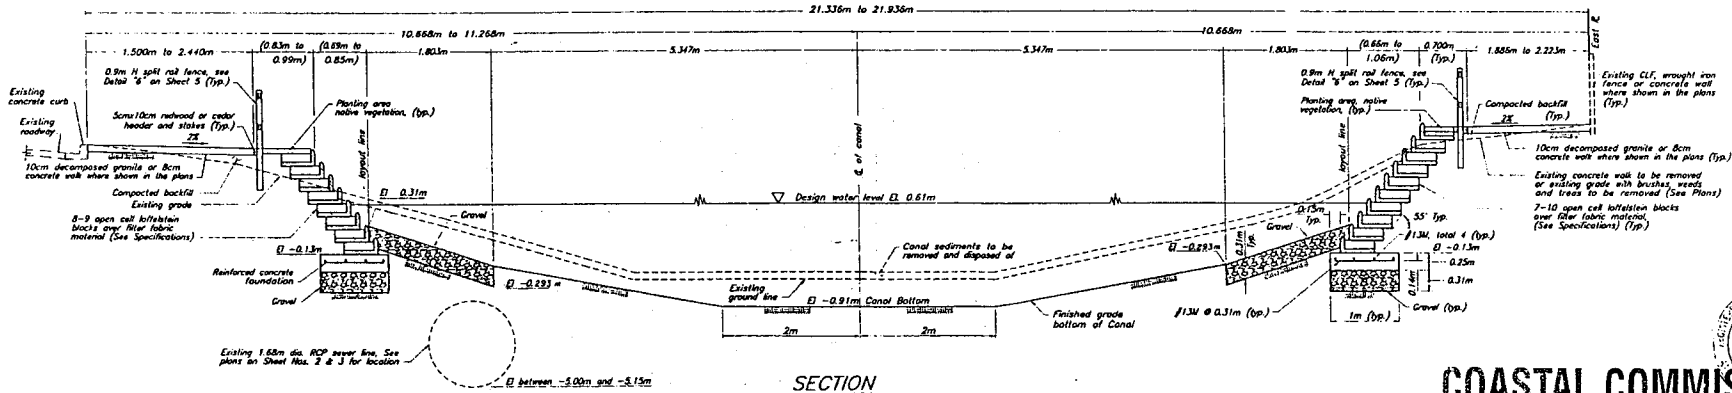 21.336m to 21.936m
10.668m to 11.268m
10.668m
1.500m to 2.440m
(0.83m to
0.99m)
(0.69m to
0.85m)
1.803m
5.347m
5.347m
1.803m
(0.66m to
1.06m)
0.700m
(Typ.)
1.886m to 2.223m
East R
0.9m H split rail fence, see
Detail "6" on Sheet 5 (Typ.)
Existing
concrete curb
Existing
roadway
5cmx10cm redwood or cedar
header and stakes (Typ.)
2%
Planting area
native vegetation, (typ.)
layout line
10cm decomposed granite or 8cm
concrete walk where shown in the plans
Compacted backfill
Existing grade
El 0.31m
Gravel
8-9 open cell loffelstein
blocks over filter fabric
material (See Specifications)
El -0.13m
Reinforced concrete
foundation
Gravel
El -0.293m
Existing 1.68m dia. RCP sewer line, See
plans on Sheet Nos. 2 & 3 for location
El between -5.00m and -5.15m
℄ of canal
Design water level El. 0.61m
Canal sediments to be
removed and disposed of
Existing
ground line
El -0.91m Canal Bottom
2m
2m
Finished grade
bottom of Canal
SECTION
0.9m H split rail fence, see
Detail "6" on Sheet 5 (Typ.)
Planting area, native
vegetation, (typ.)
layout line
Existing CLF, wrought iron
fence or concrete wall
where shown in the plans
(Typ.)
Compacted backfill
(Typ.)
2%
10cm decomposed granite or 8cm
concrete walk where shown in the plans (Typ.)
Existing concrete walk to be removed
or existing grade with brushes, weeds
and trees to be removed (See Plans)
7-10 open cell loffelstein blocks
over filter fabric material,
(See Specifications) (Typ.)
0.15m
Typ.
Gravel
0.31m
Typ.
55° Typ.
#13M, total 4 (typ.)
El -0.13m
El -0.293m
0.25m
0.31m
0.14m
#13M @ 0.31m (typ.)
1m (typ.)
Gravel (typ.)
COASTAL COMMIS